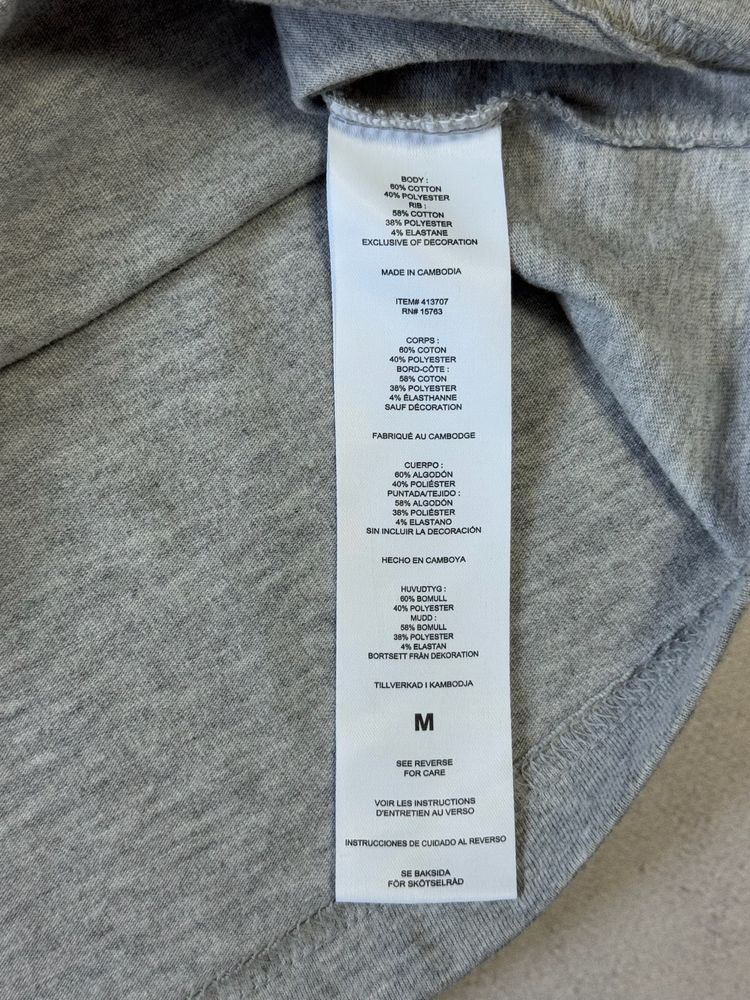 BODY :
60% COTTON
40% POLYESTER
RIB :
58% COTTON
38% POLYESTER
4% ELASTANE
EXCLUSIVE OF DECORATION
MADE IN CAMBODIA
ITEM# 413707
RN# 15763
CORPS :
60% COTON
40% POLYESTER
BORD-CÔTE :
58% COTON
38% POLYESTER
4% ÉLASTHANNE
SAUF DÉCORATION
FABRIQUÉ AU CAMBODGE
CUERPO :
60% ALGODÓN
40% POLIÉSTER
PUNTADA/TEJIDO :
58% ALGODÓN
38% POLIÉSTER
4% ELASTANO
SIN INCLUIR LA DECORACIÓN
HECHO EN CAMBOYA
HUVUDTYG :
60% BOMULL
40% POLYESTER
MUDD :
58% BOMULL
38% POLYESTER
4% ELASTAN
BORTSETT FRÅN DEKORATION
TILLVERKAD I KAMBODJA
M
SEE REVERSE
FOR CARE
VOIR LES INSTRUCTIONS
D'ENTRETIEN AU VERSO
INSTRUCCIONES DE CUIDADO AL REVERSO
SE BAKSIDA
FÖR SKÖTSELRÅD